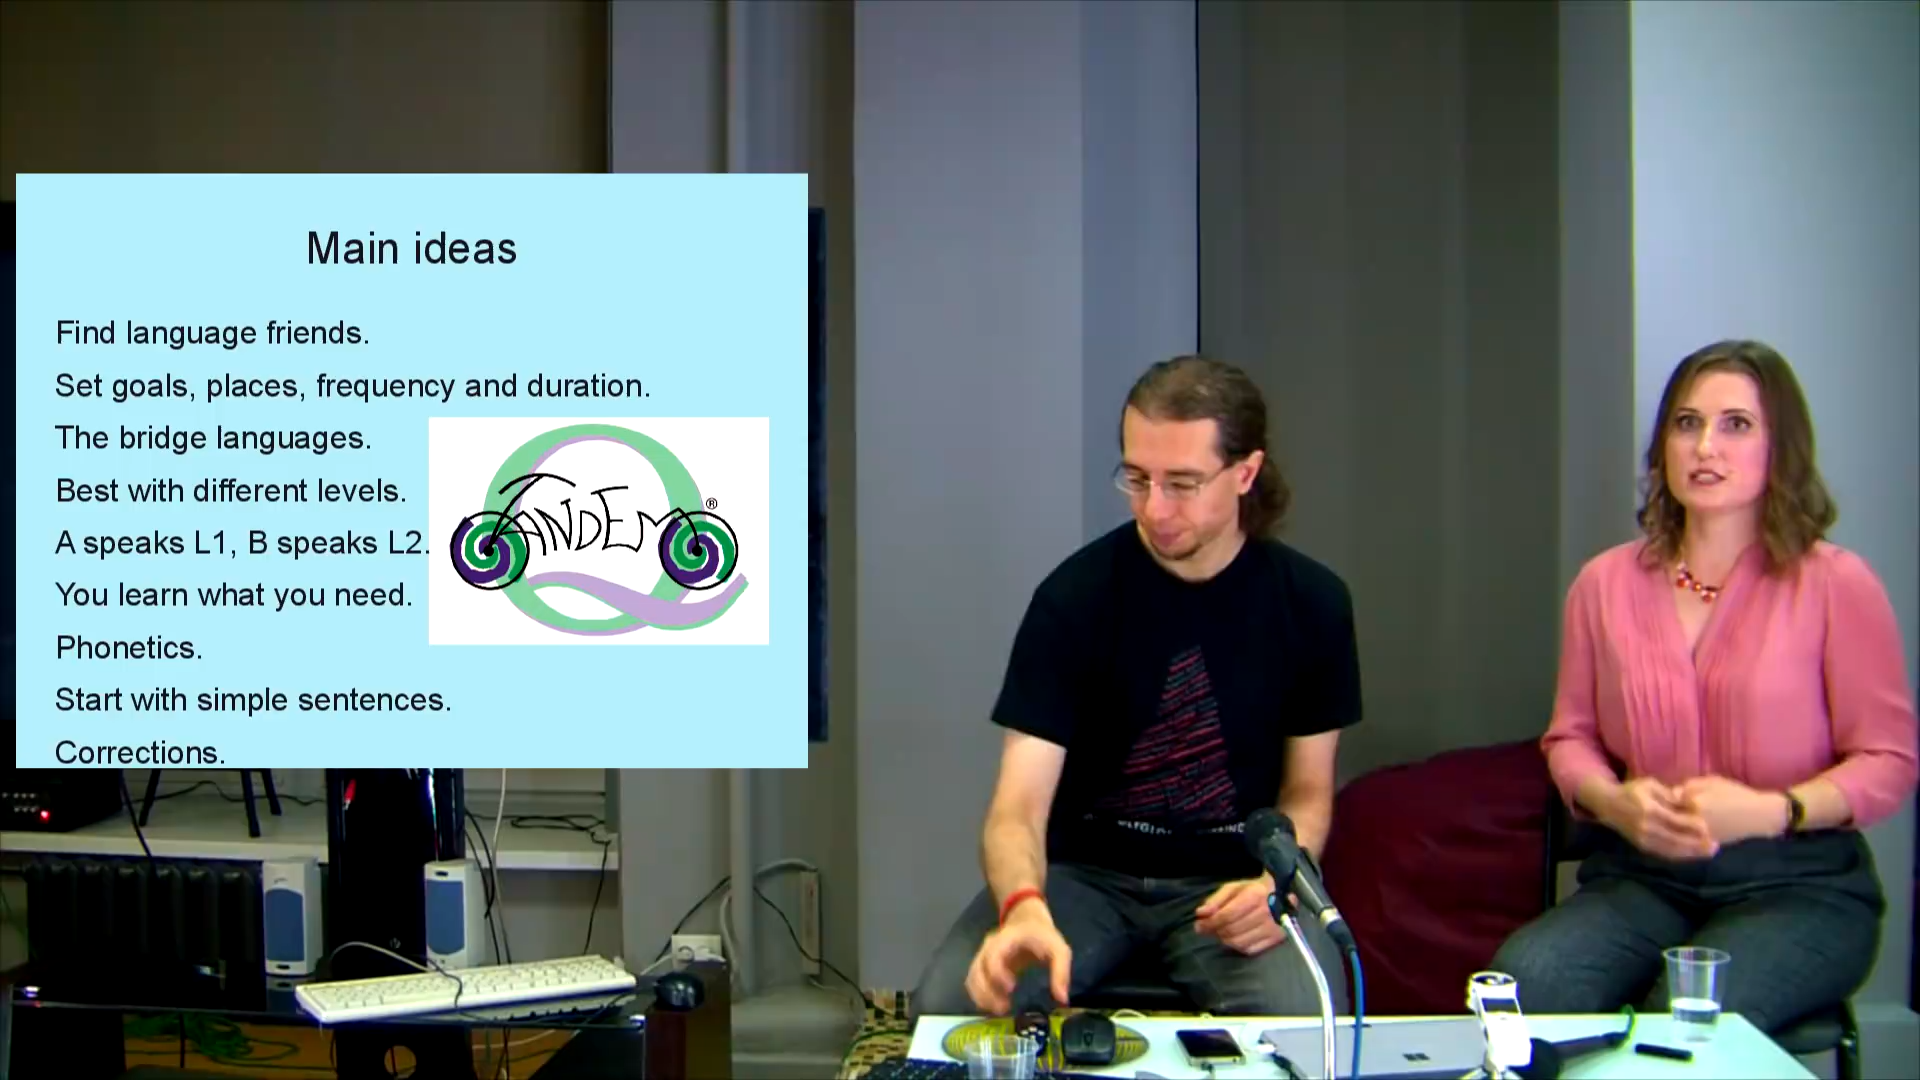 Main ideas
Find language friends.
Set goals, places, frequency and duration.
The bridge languages.
Best with different levels.
A speaks L1, B speaks L2.
You learn what you need.
Phonetics.
Start with simple sentences.
Corrections.
TANDEM ®